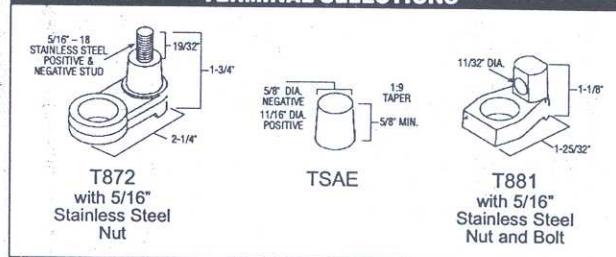 TERMINAL SELECTIONS
5/16" – 18
STAINLESS STEEL
POSITIVE &
NEGATIVE STUD
19/32"
1-3/4"
2-1/4"
T872
with 5/16"
Stainless Steel
Nut
5/8" DIA.
NEGATIVE
11/16" DIA.
POSITIVE
1:9
TAPER
5/8" MIN.
TSAE
11/32" DIA.
1-1/8"
1-25/32"
T881
with 5/16"
Stainless Steel
Nut and Bolt